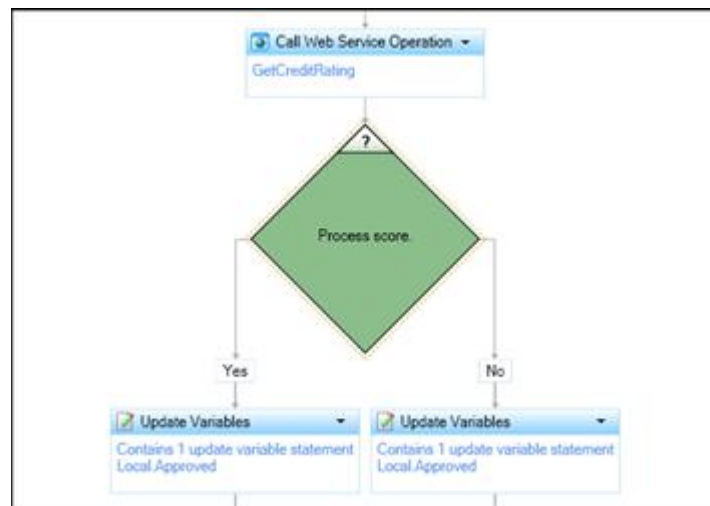 Call Web Service Operation
GetCreditRating
?
Process score.
Yes
No
Update Variables
Contains 1 update variable statement
Local.Approved
Update Variables
Contains 1 update variable statement
Local.Approved